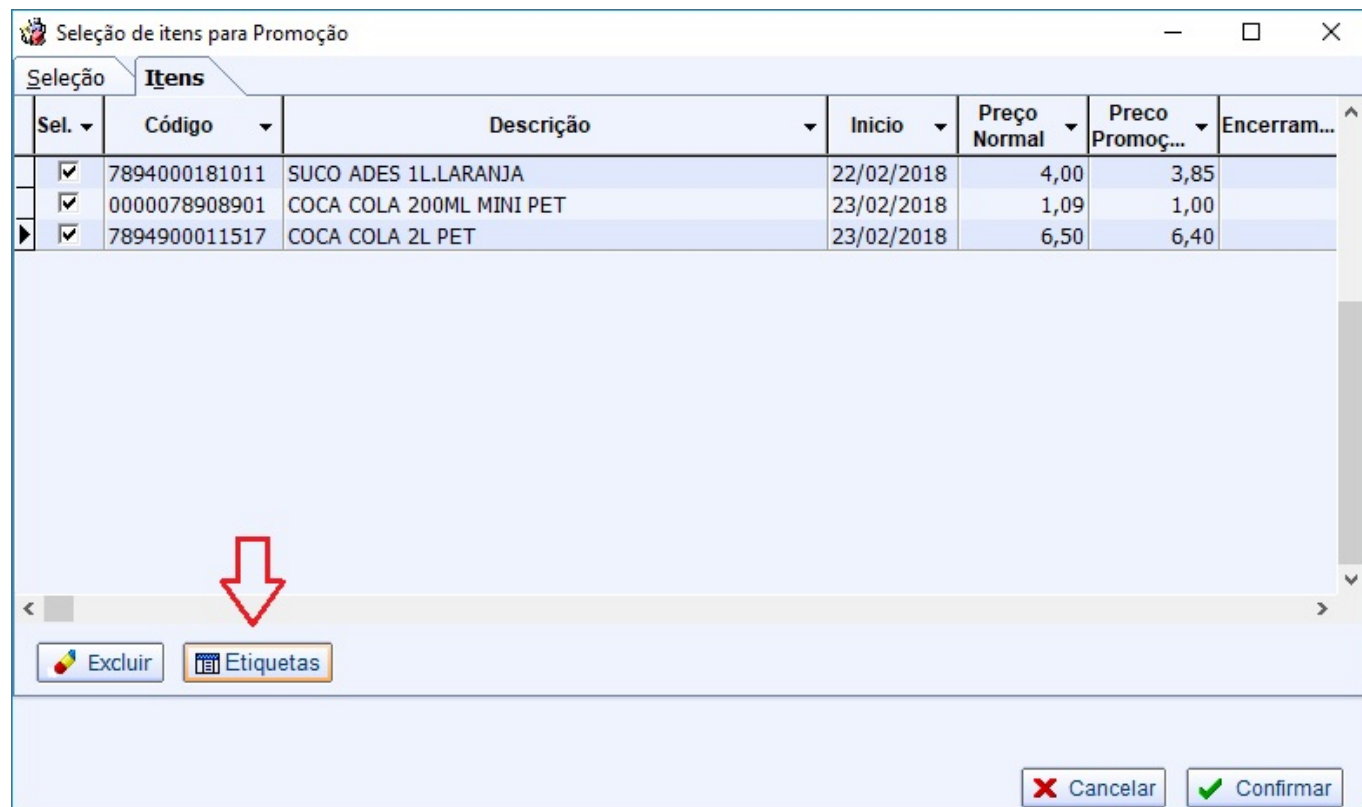 Seleção de itens para Promoção
Seleção Itens
Sel. Código Descrição Inicio Preço Normal Preco Promoç... Encerram...
7894000181011 SUCO ADES 1L.LARANJA 22/02/2018 4,00 3,85
0000078908901 COCA COLA 200ML MINI PET 23/02/2018 1,09 1,00
7894900011517 COCA COLA 2L PET 23/02/2018 6,50 6,40
Excluir Etiquetas
Cancelar Confirmar